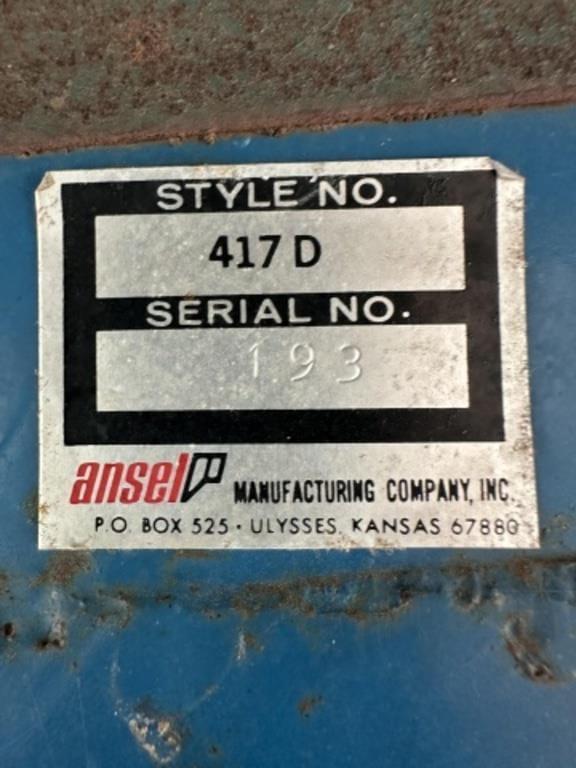 STYLE NO.
417 D
SERIAL NO.
193
ansel MANUFACTURING COMPANY, INC.
P.O. BOX 525 · ULYSSES, KANSAS 67880